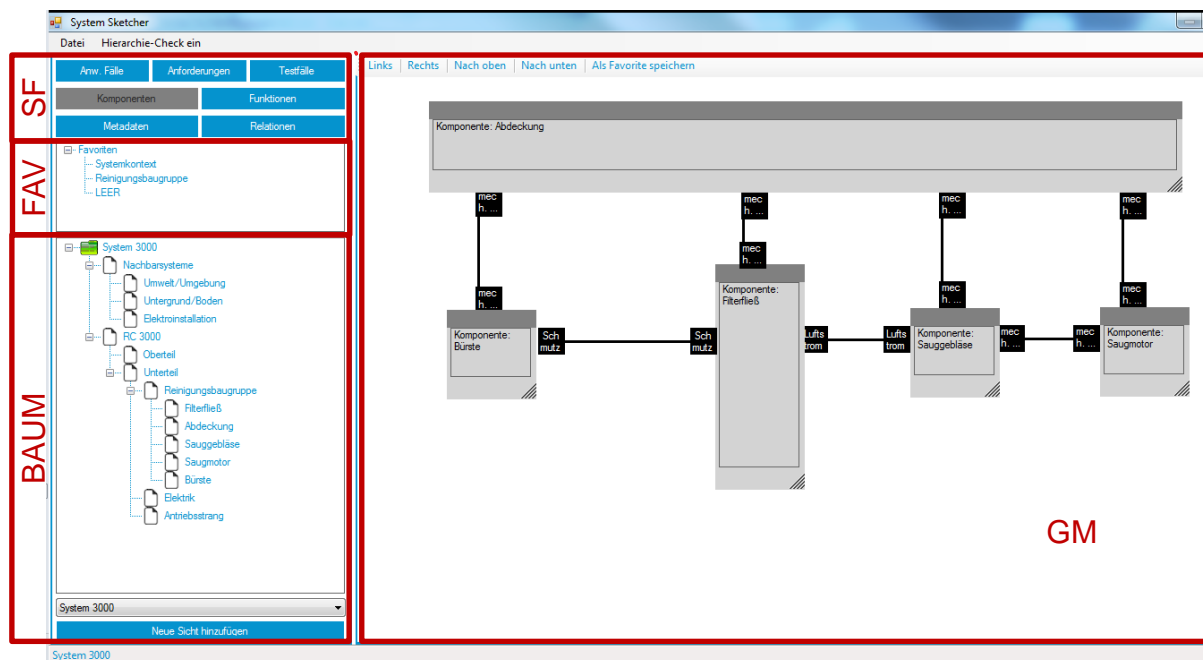 System Sketcher
Datei Hierarchie-Check ein
SF
Anw. Fälle Anforderungen Testfälle
Komponenten Funktionen
Metadaten Relationen
FAV
Favoriten
Systemkontext
Reinigungsbaugruppe
LEER
BAUM
System 3000
Nachbarsysteme
Umwelt/Umgebung
Untergrund/Boden
Elektroinstallation
RC 3000
Oberteil
Unterteil
Reinigungsbaugruppe
Filterfließ
Abdeckung
Sauggebläse
Saugmotor
Bürste
Elektrik
Antriebsstrang
System 3000
Neue Sicht hinzufügen
System 3000
Links Rechts Nach oben Nach unten Als Favorite speichern
Komponente: Abdeckung
mec
h. ...
mec
h. ...
mec
h. ...
mec
h. ...
mec
h. ...
mec
h. ...
mec
h. ...
mec
h. ...
Komponente:
Bürste
Sch
mutz
Sch
mutz
Komponente:
Filterfließ
Lufts
trom
Lufts
trom
Komponente:
Sauggebläse
mec
h. ...
mec
h. ...
Komponente:
Saugmotor
GM